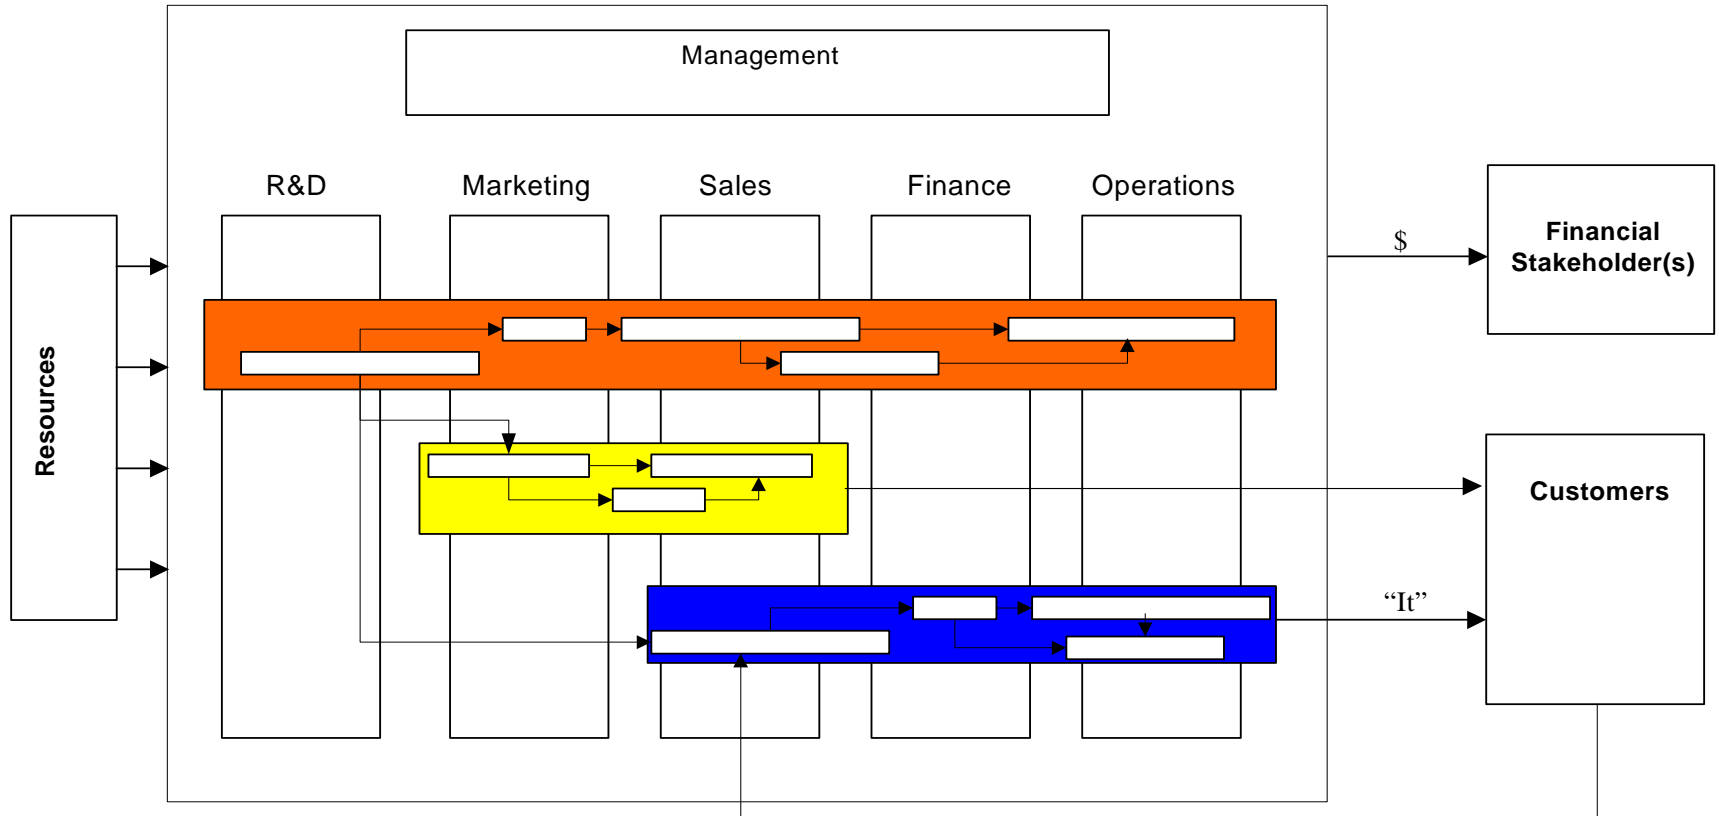 Management
R&D
Marketing
Sales
Finance
Operations
Resources
$
Financial
Stakeholder(s)
Customers
“It”